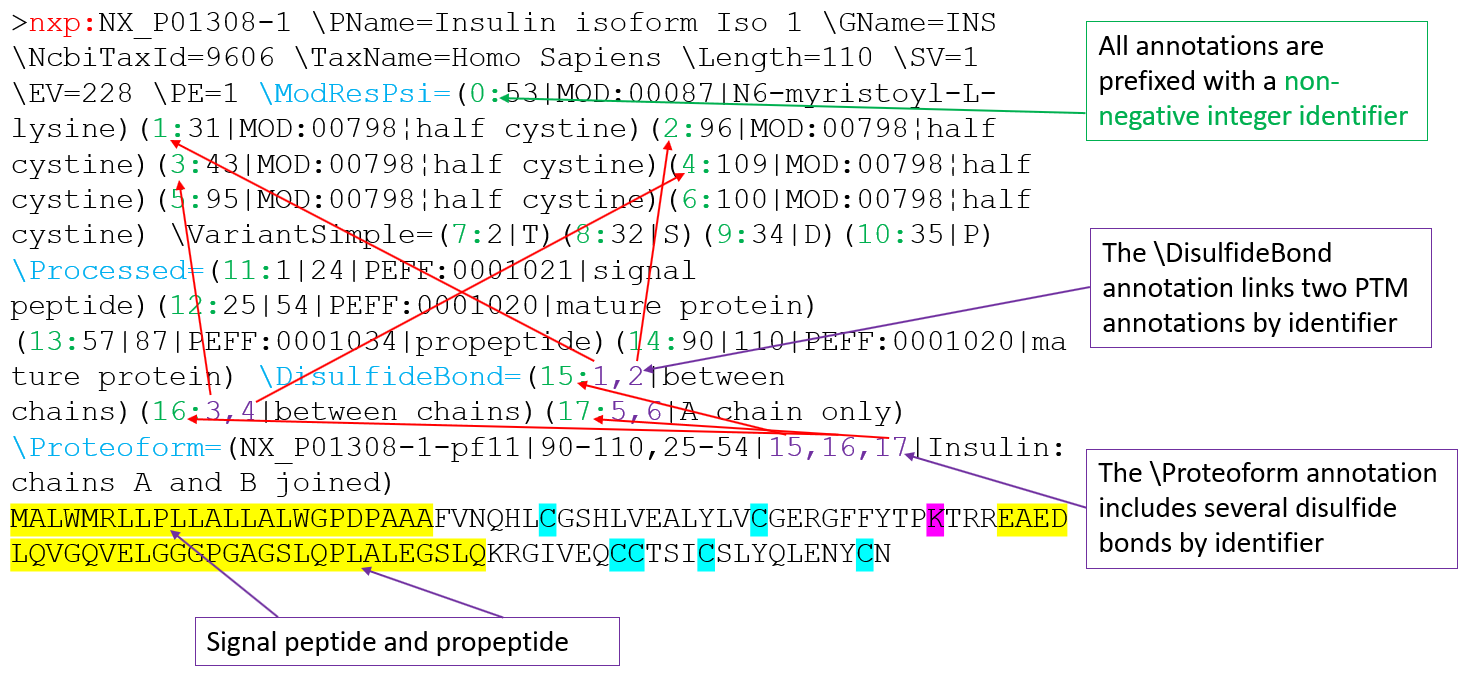 >nxp:NX_P01308-1 \PName=Insulin isoform Iso 1 \GName=INS
\NcbiTaxId=9606 \TaxName=Homo Sapiens \Length=110 \SV=1
\EV=228 \PE=1 \ModResPsi=(0:53|MOD:00087|N6-myristoyl-L-
lysine)(1:31|MOD:00798¦half cystine)(2:96|MOD:00798¦half
cystine)(3:43|MOD:00798¦half cystine)(4:109|MOD:00798¦half
cystine)(5:95|MOD:00798¦half cystine)(6:100|MOD:00798¦half
cystine) \VariantSimple=(7:2|T)(8:32|S)(9:34|D)(10:35|P)
\Processed=(11:1|24|PEFF:0001021|signal
peptide)(12:25|54|PEFF:0001020|mature protein)
(13:57|87|PEFF:0001034|propeptide)(14:90|110|PEFF:0001020|ma
ture protein) \DisulfideBond=(15:1,2|between
chains)(16:3,4|between chains)(17:5,6|A chain only)
\Proteoform=(NX_P01308-1-pf11|90-110,25-54|15,16,17|Insulin:
chains A and B joined)
MALWMRLLPLLALLALWGPDPAAAFVNQHLCGSHLVEALYLVCGERGFFYTPKTRREAED
LQVGQVELGGGPGAGSLQPLALEGSLQKRGIVEQCCTSICSLYQLENYCN
All annotations are
prefixed with a non-
negative integer identifier
The \DisulfideBond
annotation links two PTM
annotations by identifier
The \Proteoform annotation
includes several disulfide
bonds by identifier
Signal peptide and propeptide